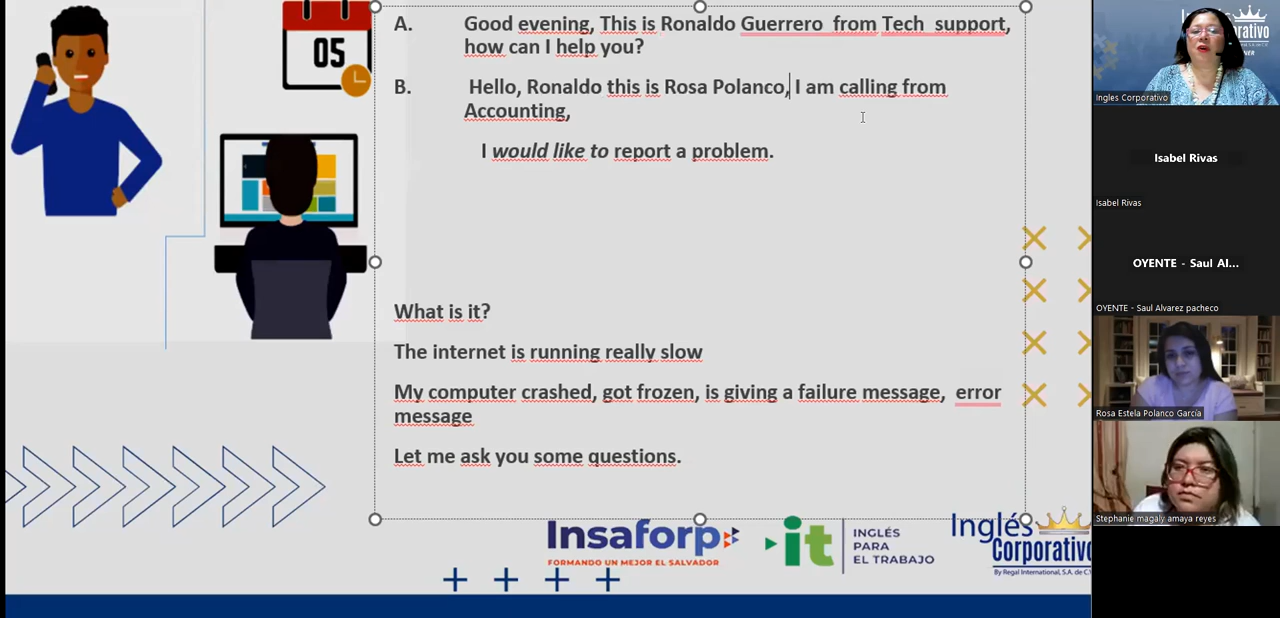 05
A. Good evening, This is Ronaldo Guerrero from Tech support,
how can I help you?
B. Hello, Ronaldo this is Rosa Polanco, I am calling from
Accounting,
I would like to report a problem.
What is it?
The internet is running really slow
My computer crashed, got frozen, is giving a failure message, error
message
Let me ask you some questions.
Insaforp
FORMANDO UN MEJOR EL SALVADOR
it
INGLÉS
PARA
EL TRABAJO
Inglés
Corporativo
By Regal International, S.A. de C.V
Ingles Corporativo
Isabel Rivas
Isabel Rivas
OYENTE - Saul Al...
OYENTE - Saul Alvarez pacheco
Rosa Estela Polanco García
Stephanie magaly amaya reyes